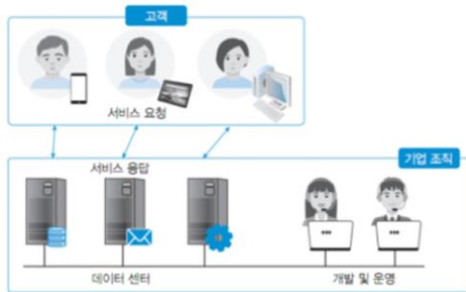 고객
서비스 요청
기업 조직
서비스 응답
데이터 센터
개발 및 운영